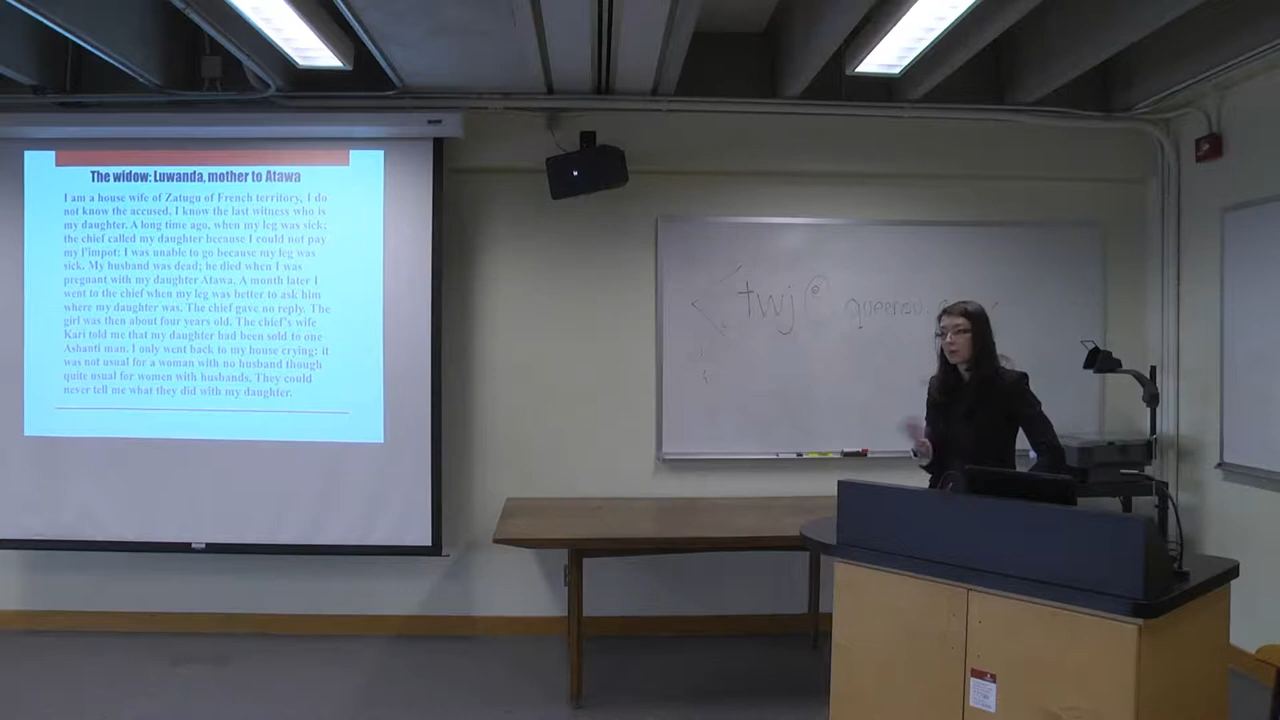 The widow: Luwanda, mother to Atawa
I am a house wife of Zatugu of French territory, I do
not know the accused, I know the last witness who is
my daughter. A long time ago, when my leg was sick;
the chief called my daughter because I could not pay
my l'impot; I was unable to go because my leg was
sick. My husband was dead; he died when I was
pregnant with my daughter Atawa. A month later I
went to the chief when my leg was better to ask him
where my daughter was. The chief gave no reply. The
girl was then about four years old. The chief's wife
Kari told me that my daughter had been sold to one
Ashanti man. I only went back to my house crying; it
was not usual for a woman with no husband though
quite usual for women with husbands. They could
never tell me what they did with my daughter.
twj@